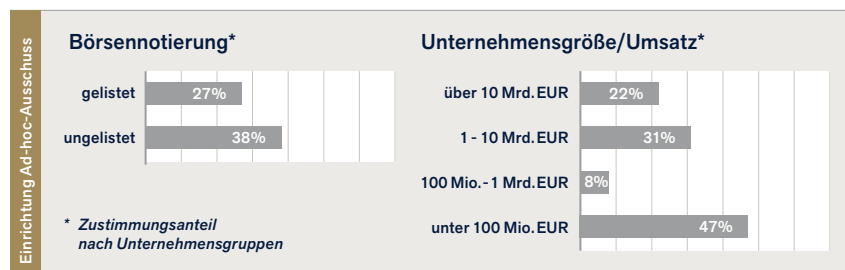 Einrichtung Ad-hoc-Ausschuss
Börsennotierung*
gelistet 27%
ungelistet 38%
* Zustimmungsanteil
nach Unternehmensgruppen
Unternehmensgröße/Umsatz*
über 10 Mrd. EUR 22%
1 - 10 Mrd. EUR 31%
100 Mio. - 1 Mrd. EUR 8%
unter 100 Mio. EUR 47%